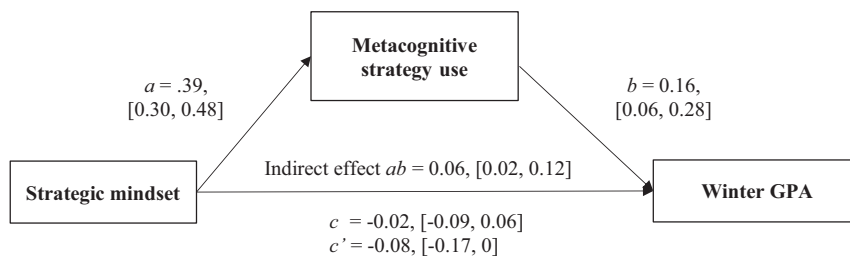 Metacognitive
strategy use
a = .39,
[0.30, 0.48]
b = 0.16,
[0.06, 0.28]
Indirect effect ab = 0.06, [0.02, 0.12]
Strategic mindset
Winter GPA
c = -0.02, [-0.09, 0.06]
c’ = -0.08, [-0.17, 0]